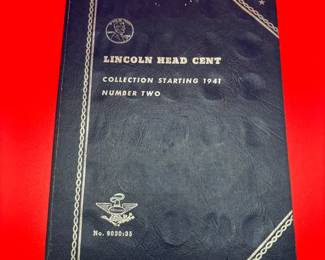 LINCOLN HEAD CENT
COLLECTION STARTING 1941
NUMBER TWO
No. 9030:35